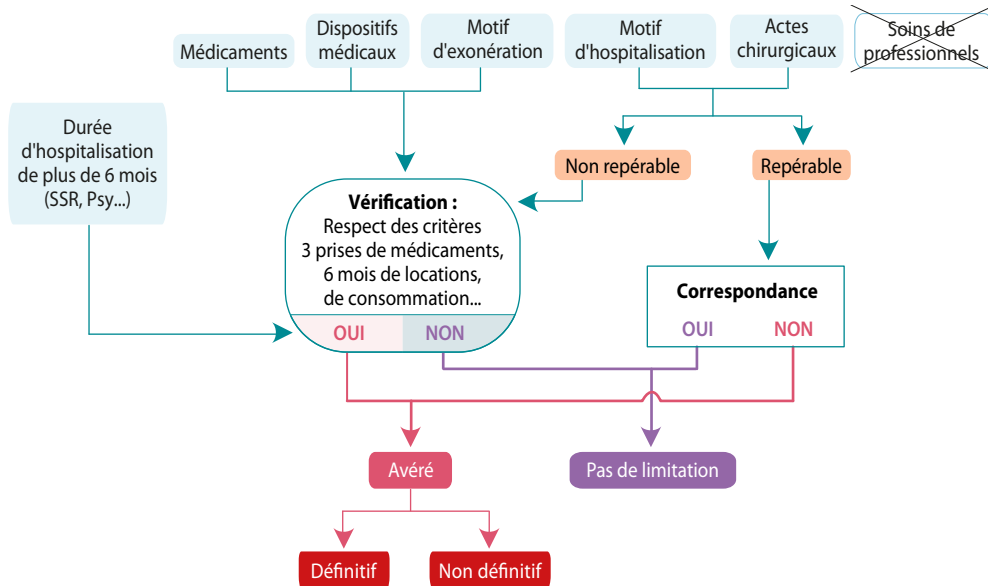 Médicaments
Dispositifs
médicaux
Motif
d'exonération
Motif
d'hospitalisation
Actes
chirurgicaux
Soins de
professionnels
Durée
d'hospitalisation
de plus de 6 mois
(SSR, Psy...)
Non repérable
Repérable
Vérification :
Respect des critères
3 prises de médicaments,
6 mois de locations,
de consommation...
OUI NON
Correspondance
OUI NON
Avéré
Pas de limitation
Définitif
Non définitif